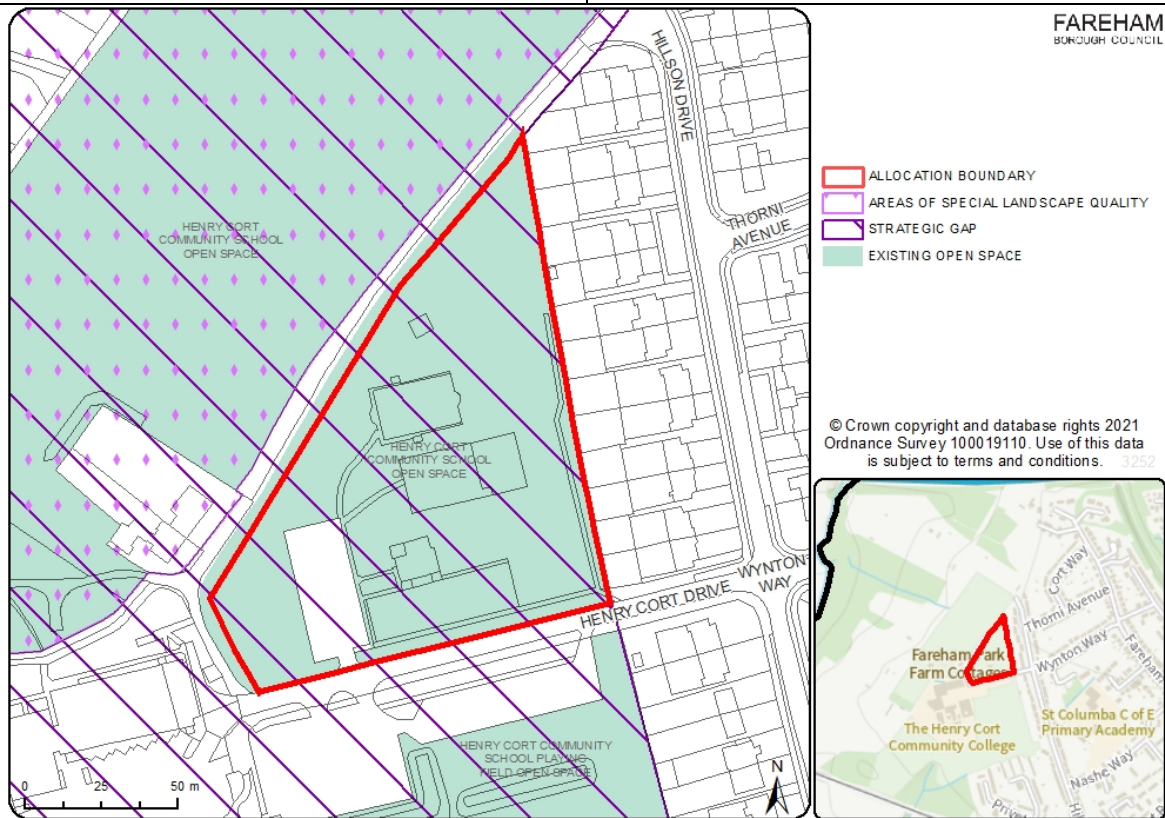 FAREHAM
BOROUGH COUNCIL
HILLSON DRIVE
THORNI
AVENUE
HENRY CORT
COMMUNITY SCHOOL
OPEN SPACE
HENRY CORT
COMMUNITY SCHOOL
OPEN SPACE
WYNTON
WAY
HENRY CORT DRIVE
HENRY CORT COMMUNITY
SCHOOL PLAYING
FIELD OPEN SPACE
0 25 50 m
N
ALLOCATION BOUNDARY
AREAS OF SPECIAL LANDSCAPE QUALITY
STRATEGIC GAP
EXISTING OPEN SPACE
© Crown copyright and database rights 2021
Ordnance Survey 100019110. Use of this data
is subject to terms and conditions. 3252
Cort Way
Thorni Avenue
Wynton Way
Fareham
Fareham Park
Farm Cottages
The Henry Cort
Community College
St Columba C of E
Primary Academy
Nashe Way